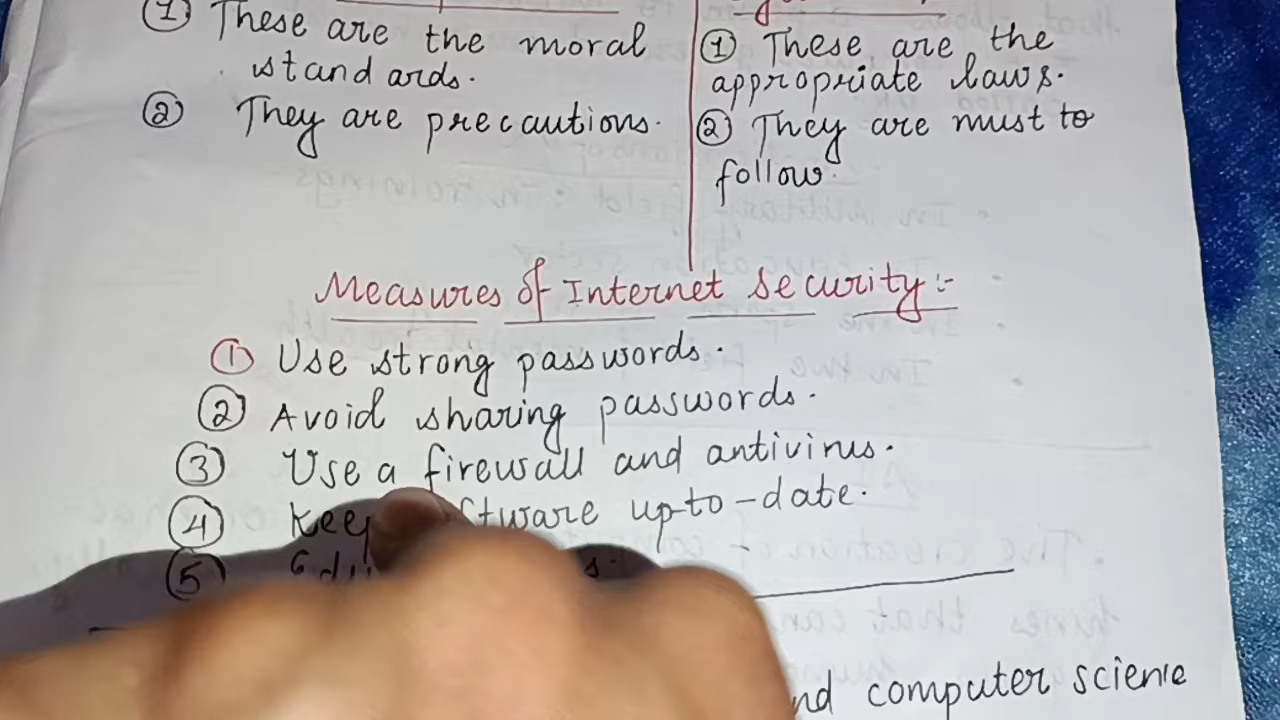 ① These are the moral
standards.
② They are precautions.
① These are the
appropriate laws.
② They are must to
follow.
Measures of Internet Security :-
① Use strong passwords.
② Avoid sharing passwords.
③ Use a firewall and antivirus.
④ Keep software up-to-date.
⑤
computer science